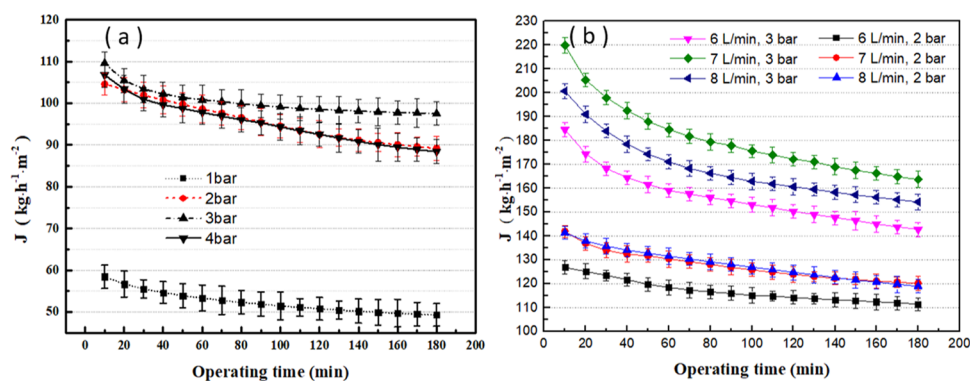 ( a )
J ( kg·h⁻¹·m⁻² )
110
100
90
80
70
60
50
1bar
2bar
3bar
4bar
0 20 40 60 80 100 120 140 160 180
Operating time (min)
( b )
J ( kg·h⁻¹·m⁻² )
230
220
210
200
190
180
170
160
150
140
130
120
110
100
6 L/min, 3 bar 6 L/min, 2 bar
7 L/min, 3 bar 7 L/min, 2 bar
8 L/min, 3 bar 8 L/min, 2 bar
0 20 40 60 80 100 120 140 160 180 200
Operating time (min)